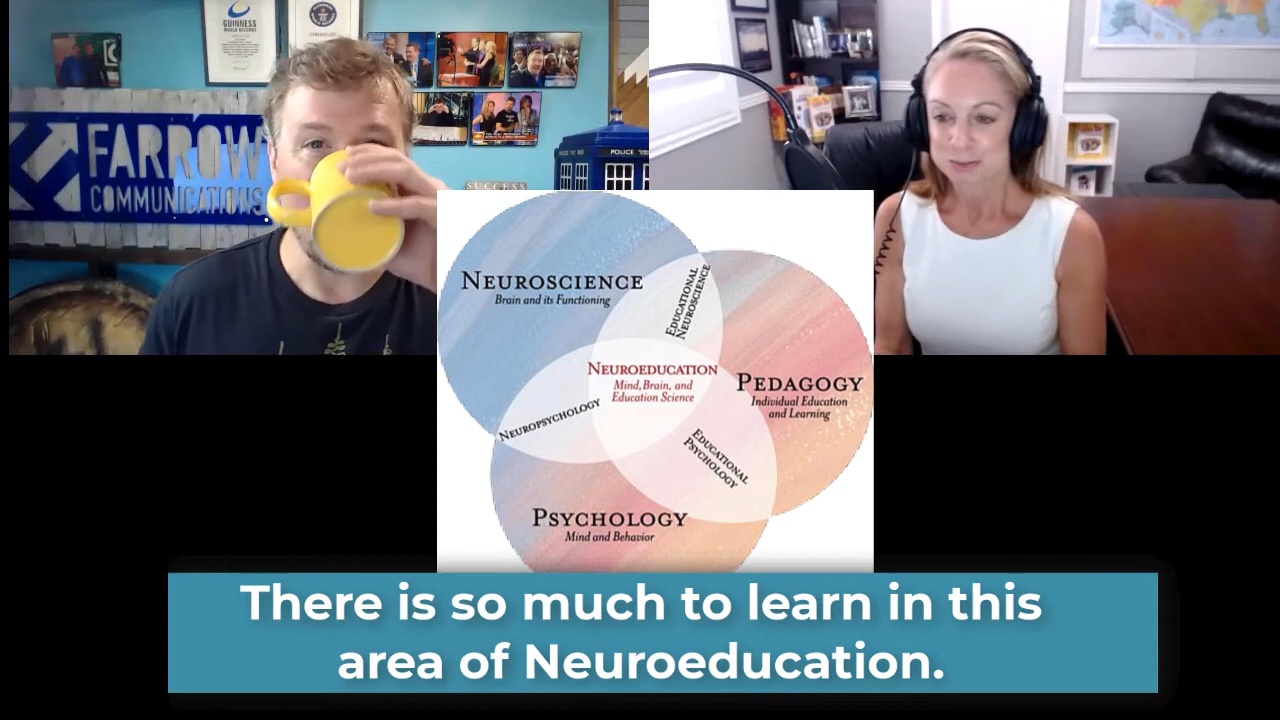 GUINNESS
WORLD RECORDS
CERTIFICATE
FARROW
COMMUNICATIONS
POLICE
SUCCESS
NEUROSCIENCE
Brain and its Functioning
EDUCATIONAL
NEUROSCIENCE
NEUROEDUCATION
Mind, Brain, and
Education Science
PEDAGOGY
Individual Education
and Learning
NEUROPSYCHOLOGY
EDUCATIONAL
PSYCHOLOGY
PSYCHOLOGY
Mind and Behavior
There is so much to learn in this
area of Neuroeducation.